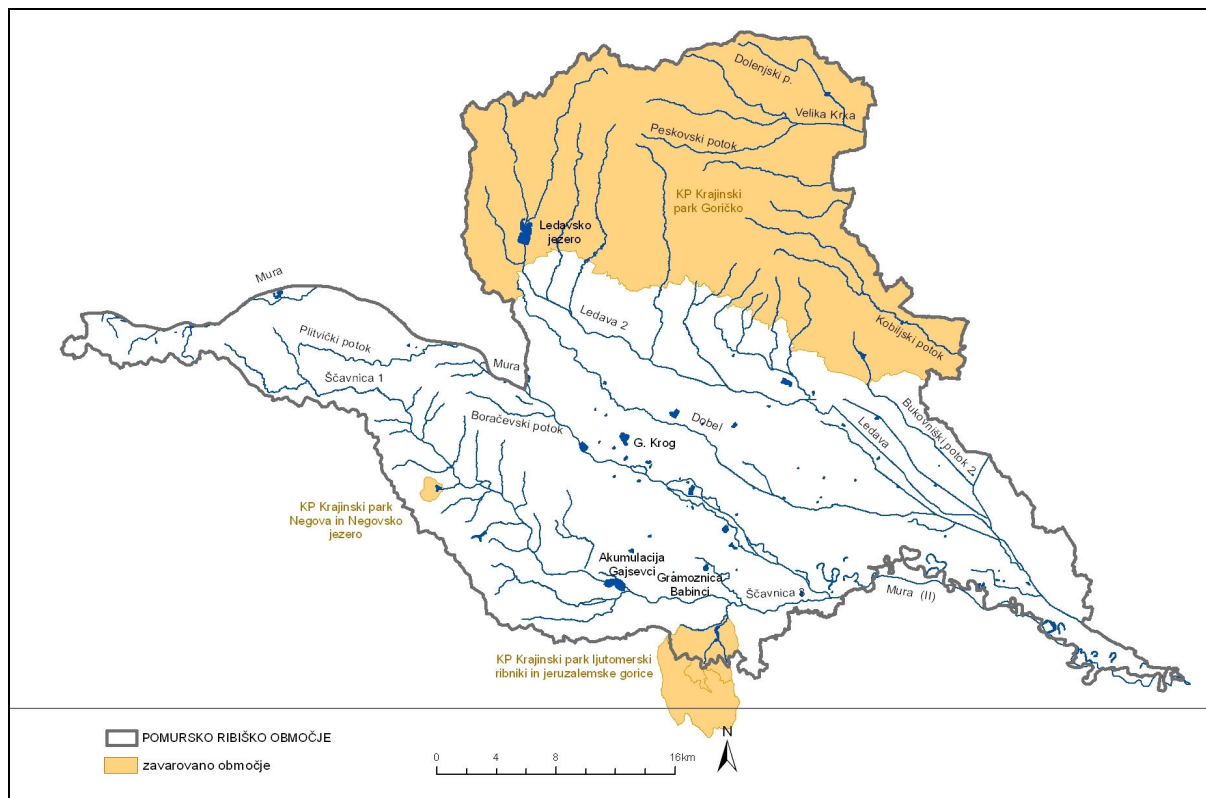 Dolenjski p.
Velika Krka
Peskovski potok
KP Krajinski
park Goričko
Ledavsko
jezero
Mura
Ledava 2
Kobiljski potok
Plitvički potok
Mura
Ščavnica 1
Boračevski potok
Dobel
Ledava
Bukovniški potok 2
G. Krog
KP Krajinski park
Negova in Negovsko
jezero
Akumulacija
Gajsevci
Gramoznica
Babinci
Ščavnica
Mura (II)
KP Krajinski park ljutomerski
ribniki in jeruzalemske gorice
POMURSKO RIBIŠKO OBMOČJE
zavarovano območje
0 4 8 16km
N